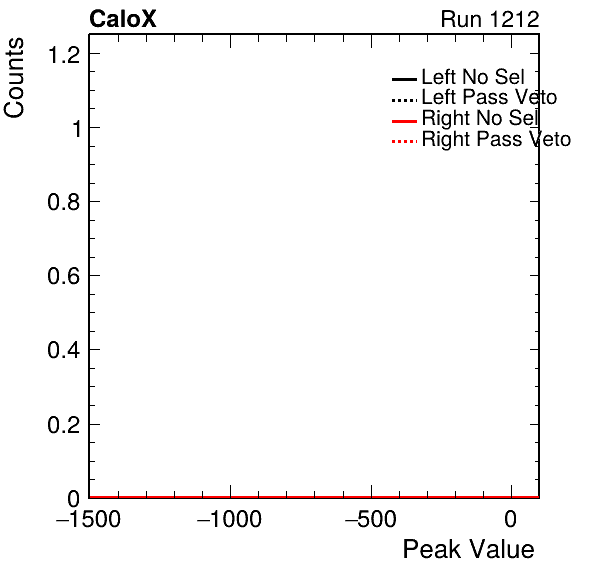 CaloX Run 1212
Counts
1.2
1
0.8
0.6
0.4
0.2
0
Left No Sel
Left Pass Veto
Right No Sel
Right Pass Veto
−1500 −1000 −500 0
Peak Value